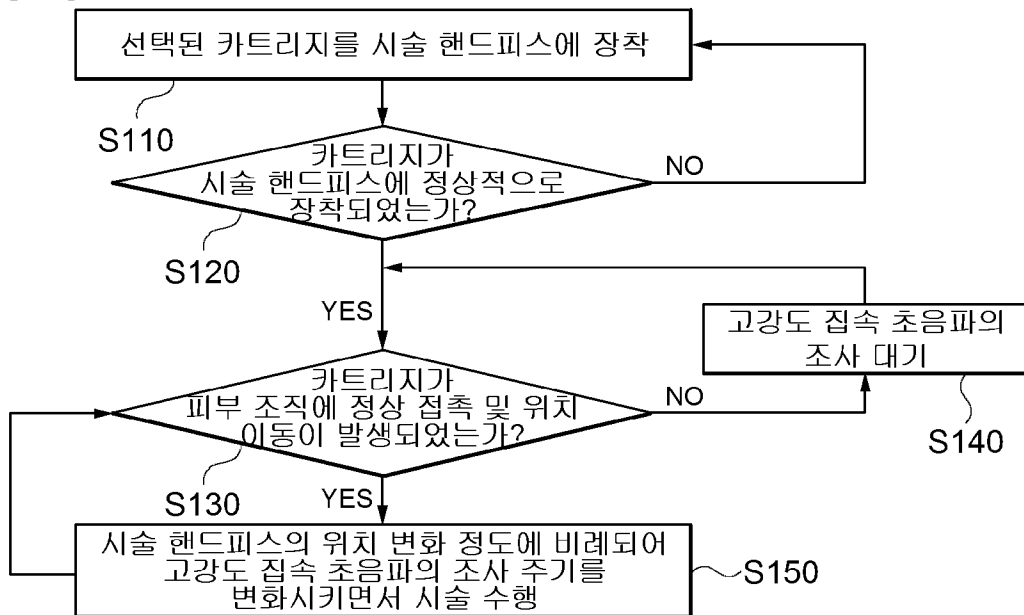 선택된 카트리지를 시술 핸드피스에 장착
S110
카트리지가
시술 핸드피스에 정상적으로
장착되었는가?
NO
S120
YES
고강도 집속 초음파의
조사 대기
S140
카트리지가
피부 조직에 정상 접촉 및 위치
이동이 발생되었는가?
NO
S130
YES
시술 핸드피스의 위치 변화 정도에 비례되어
고강도 집속 초음파의 조사 주기를
변화시키면서 시술 수행
S150